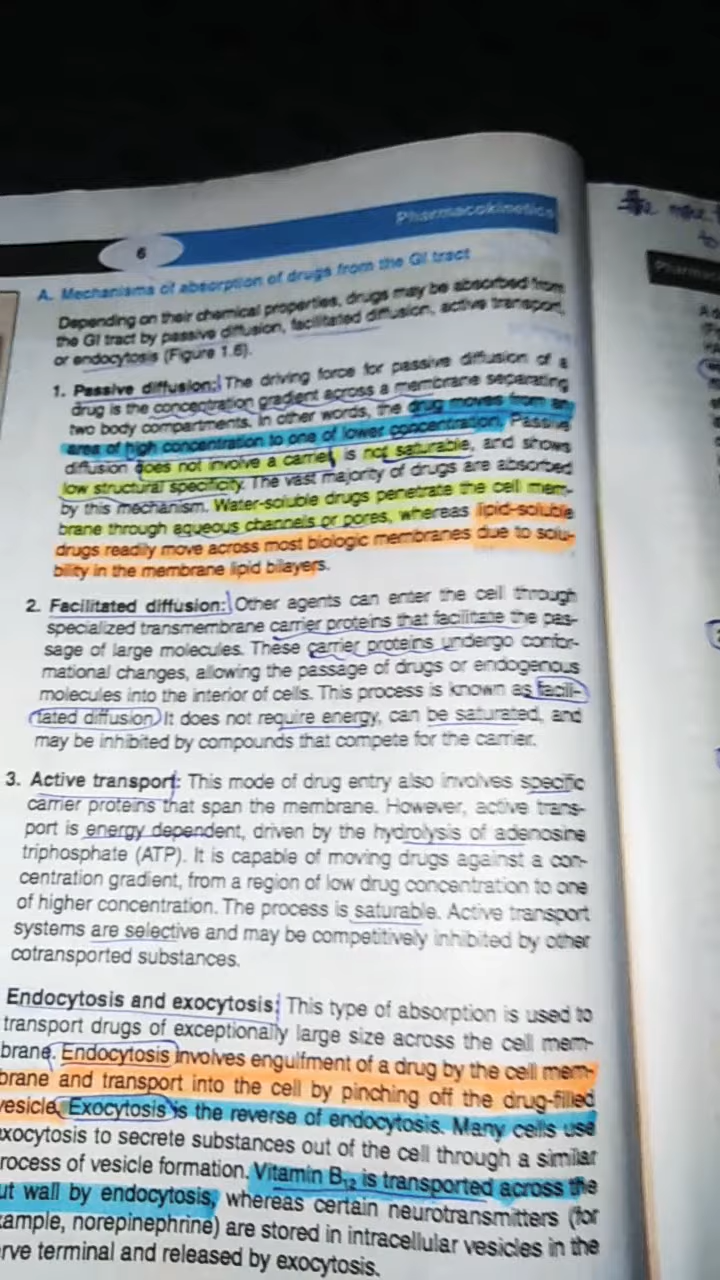 Pharmacokinetics
6
A. Mechanisms of absorption of drugs from the GI tract
Depending on their chemical properties, drugs may be absorbed from
the GI tract by passive diffusion, facilitated diffusion, active transport,
or endocytosis (Figure 1.6).
1. Passive diffusion: The driving force for passive diffusion of a
drug is the concentration gradient across a membrane separating
two body compartments. In other words, the drug moves from an
area of high concentration to one of lower concentration. Passive
diffusion does not involve a carrier, is not saturable, and shows
low structural specificity. The vast majority of drugs are absorbed
by this mechanism. Water-soluble drugs penetrate the cell mem-
brane through aqueous channels or pores, whereas lipid-soluble
drugs readily move across most biologic membranes due to solu-
bility in the membrane lipid bilayers.
2. Facilitated diffusion: Other agents can enter the cell through
specialized transmembrane carrier proteins that facilitate the pas-
sage of large molecules. These carrier proteins undergo confor-
mational changes, allowing the passage of drugs or endogenous
molecules into the interior of cells. This process is known as facili-
tated diffusion. It does not require energy, can be saturated, and
may be inhibited by compounds that compete for the carrier.
3. Active transport: This mode of drug entry also involves specific
carrier proteins that span the membrane. However, active trans-
port is energy dependent, driven by the hydrolysis of adenosine
triphosphate (ATP). It is capable of moving drugs against a con-
centration gradient, from a region of low drug concentration to one
of higher concentration. The process is saturable. Active transport
systems are selective and may be competitively inhibited by other
cotransported substances.
Endocytosis and exocytosis: This type of absorption is used to
transport drugs of exceptionally large size across the cell mem-
brane. Endocytosis involves engulfment of a drug by the cell mem-
brane and transport into the cell by pinching off the drug-filled
vesicle. Exocytosis is the reverse of endocytosis. Many cells use
xocytosis to secrete substances out of the cell through a similar
rocess of vesicle formation. Vitamin B12 is transported across the
ut wall by endocytosis, whereas certain neurotransmitters (for
xample, norepinephrine) are stored in intracellular vesicles in the
rve terminal and released by exocytosis.